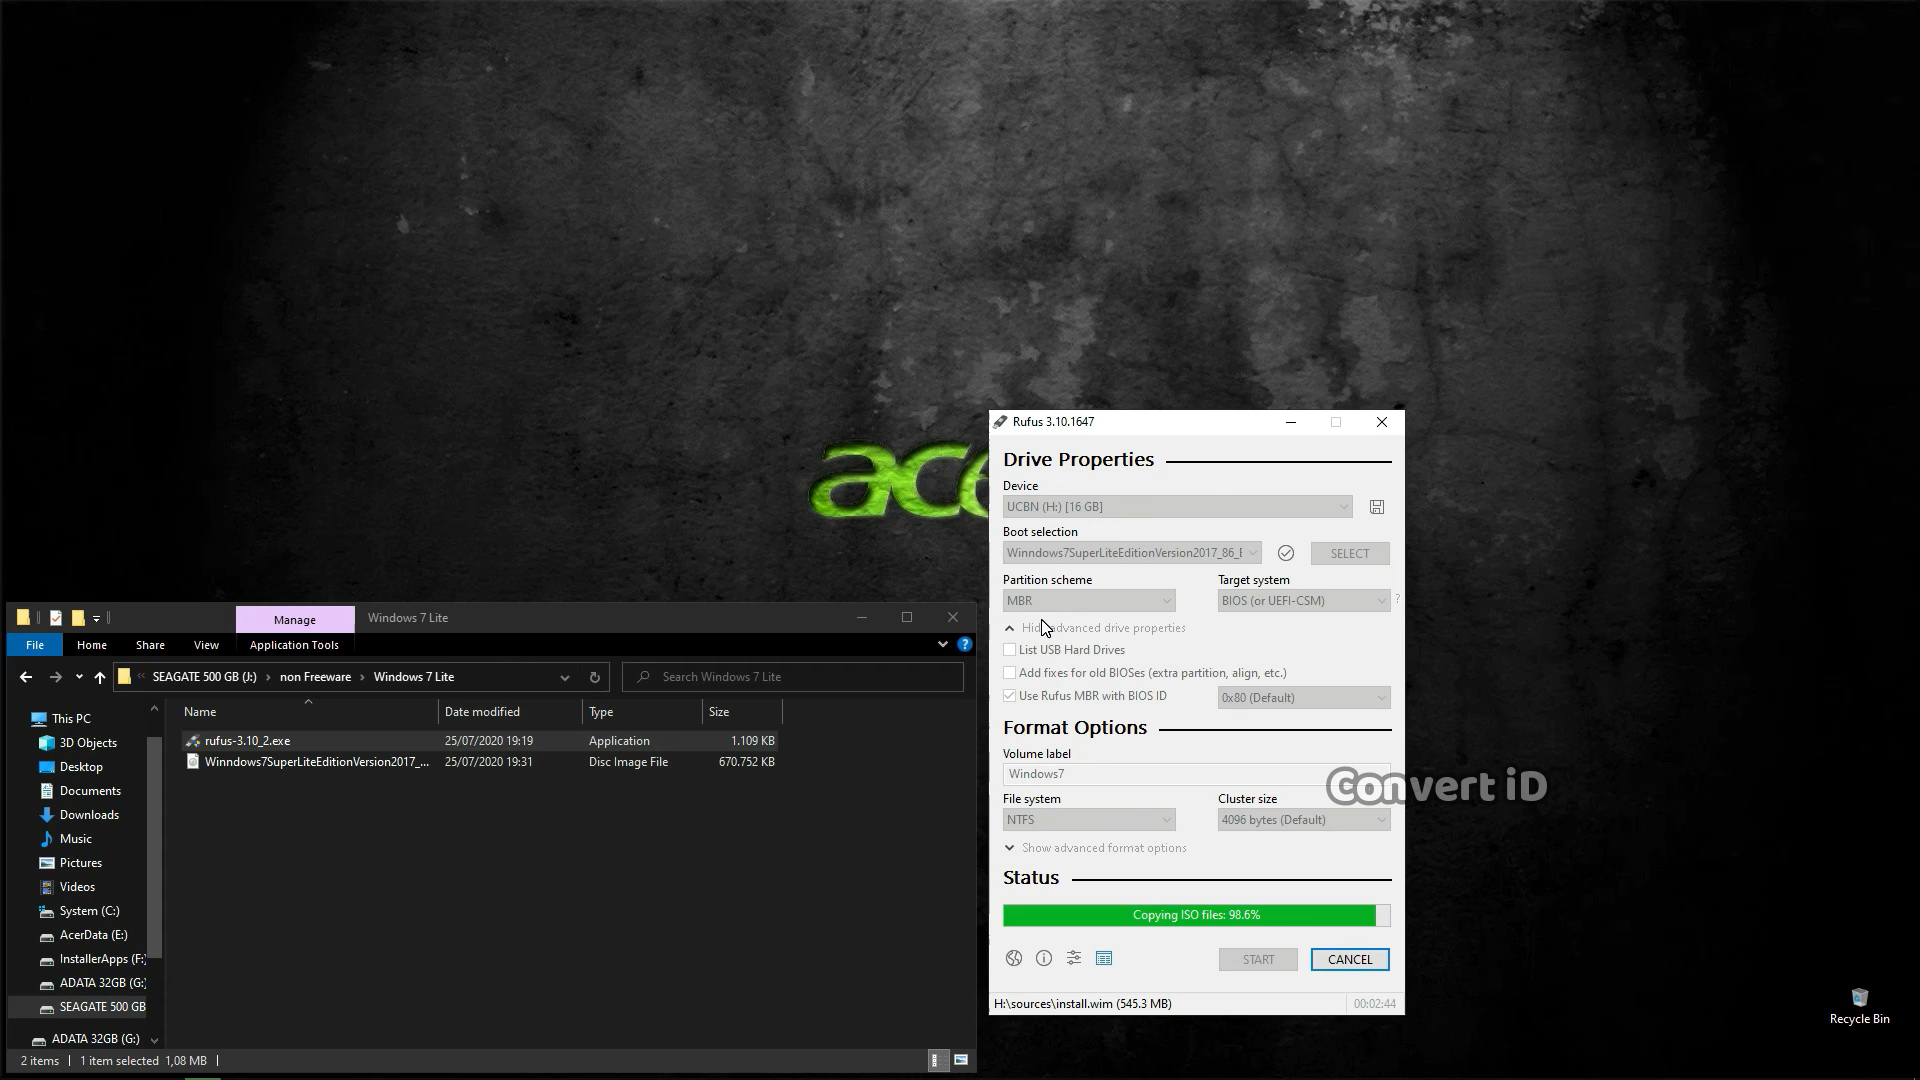 ace
Rufus 3.10.1647
Drive Properties
Device
UCBN (H:) [16 GB]
Boot selection
Winndows7SuperLiteEditionVersion2017_86_E
SELECT
Partition scheme
Target system
MBR
BIOS (or UEFI-CSM)
?
Hide advanced drive properties
List USB Hard Drives
Add fixes for old BIOSes (extra partition, align, etc.)
Use Rufus MBR with BIOS ID
0x80 (Default)
Format Options
Volume label
Windows7
File system
Cluster size
NTFS
4096 bytes (Default)
Show advanced format options
Status
Copying ISO files: 98.6%
START
CANCEL
H:\sources\install.wim (545.3 MB)
00:02:44
Convert iD
Manage
Windows 7 Lite
File
Home
Share
View
Application Tools
SEAGATE 500 GB (J:) › non Freeware › Windows 7 Lite
Search Windows 7 Lite
Name
Date modified
Type
Size
rufus-3.10_2.exe
25/07/2020 19:19
Application
1.109 KB
Winndows7SuperLiteEditionVersion2017_...
25/07/2020 19:31
Disc Image File
670.752 KB
This PC
3D Objects
Desktop
Documents
Downloads
Music
Pictures
Videos
System (C:)
AcerData (E:)
InstallerApps (F:)
ADATA 32GB (G:)
SEAGATE 500 GB
ADATA 32GB (G:)
2 items
1 item selected 1,08 MB
Recycle Bin